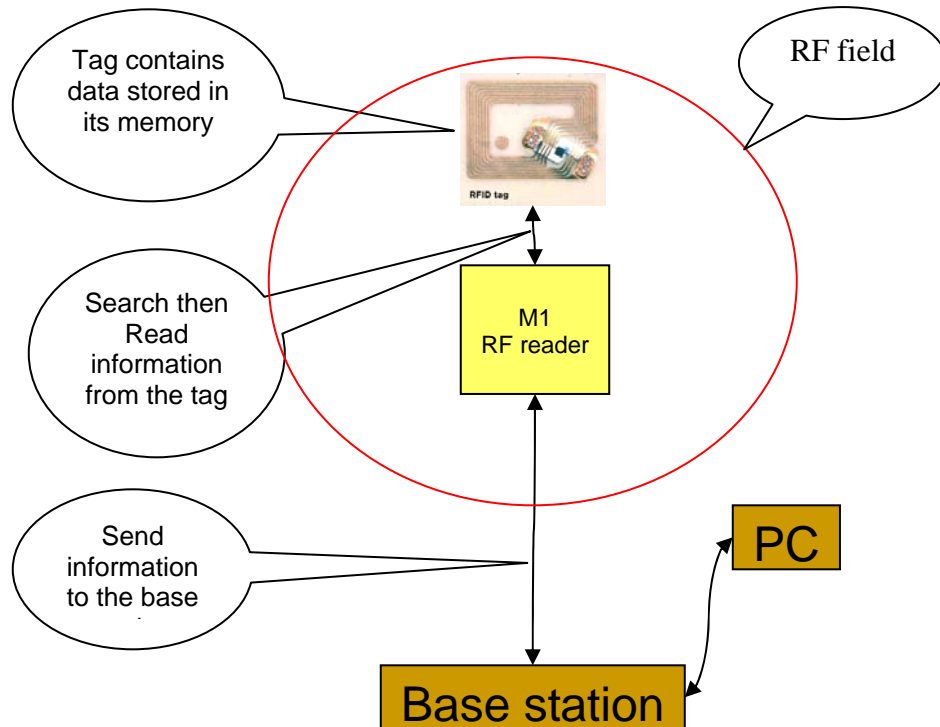 Tag contains
data stored in
its memory
RF field
RFID tag
Search then
Read
information
from the tag
M1
RF reader
Send
information
to the base
PC
Base station